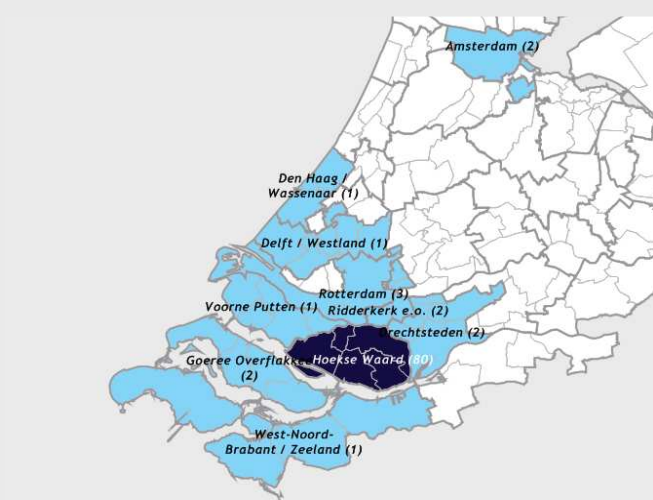 Amsterdam (2)
Den Haag /
Wassenaar (1)
Delft / Westland (1)
Rotterdam (3)
Voorne Putten (1)
Ridderkerk e.o. (2)
Drechtsteden (2)
Goeree Overflakkee
(2)
Hoekse Waard (80)
West-Noord-
Brabant / Zeeland (1)